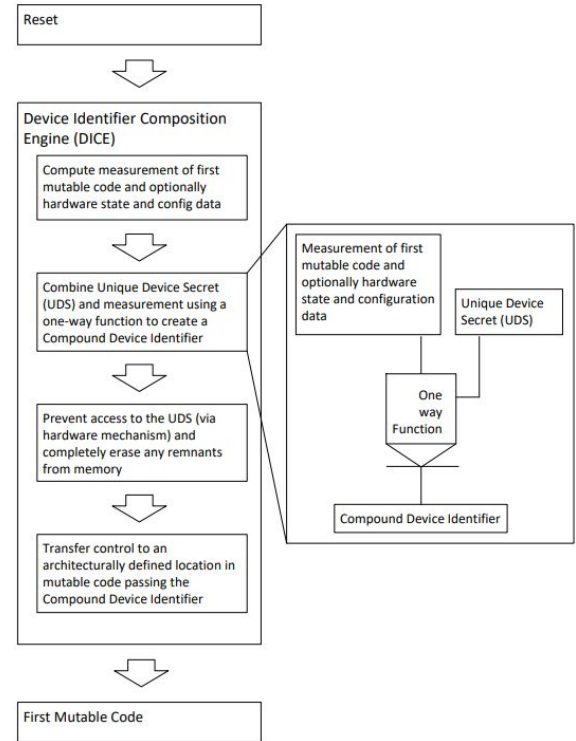 Reset
Device Identifier Composition
Engine (DICE)
Compute measurement of first
mutable code and optionally
hardware state and config data
Combine Unique Device Secret
(UDS) and measurement using a
one-way function to create a
Compound Device Identifier
Prevent access to the UDS (via
hardware mechanism) and
completely erase any remnants
from memory
Transfer control to an
architecturally defined location in
mutable code passing the
Compound Device Identifier
First Mutable Code
Measurement of first
mutable code and
optionally hardware
state and configuration
data
Unique Device
Secret (UDS)
One
way
Function
Compound Device Identifier